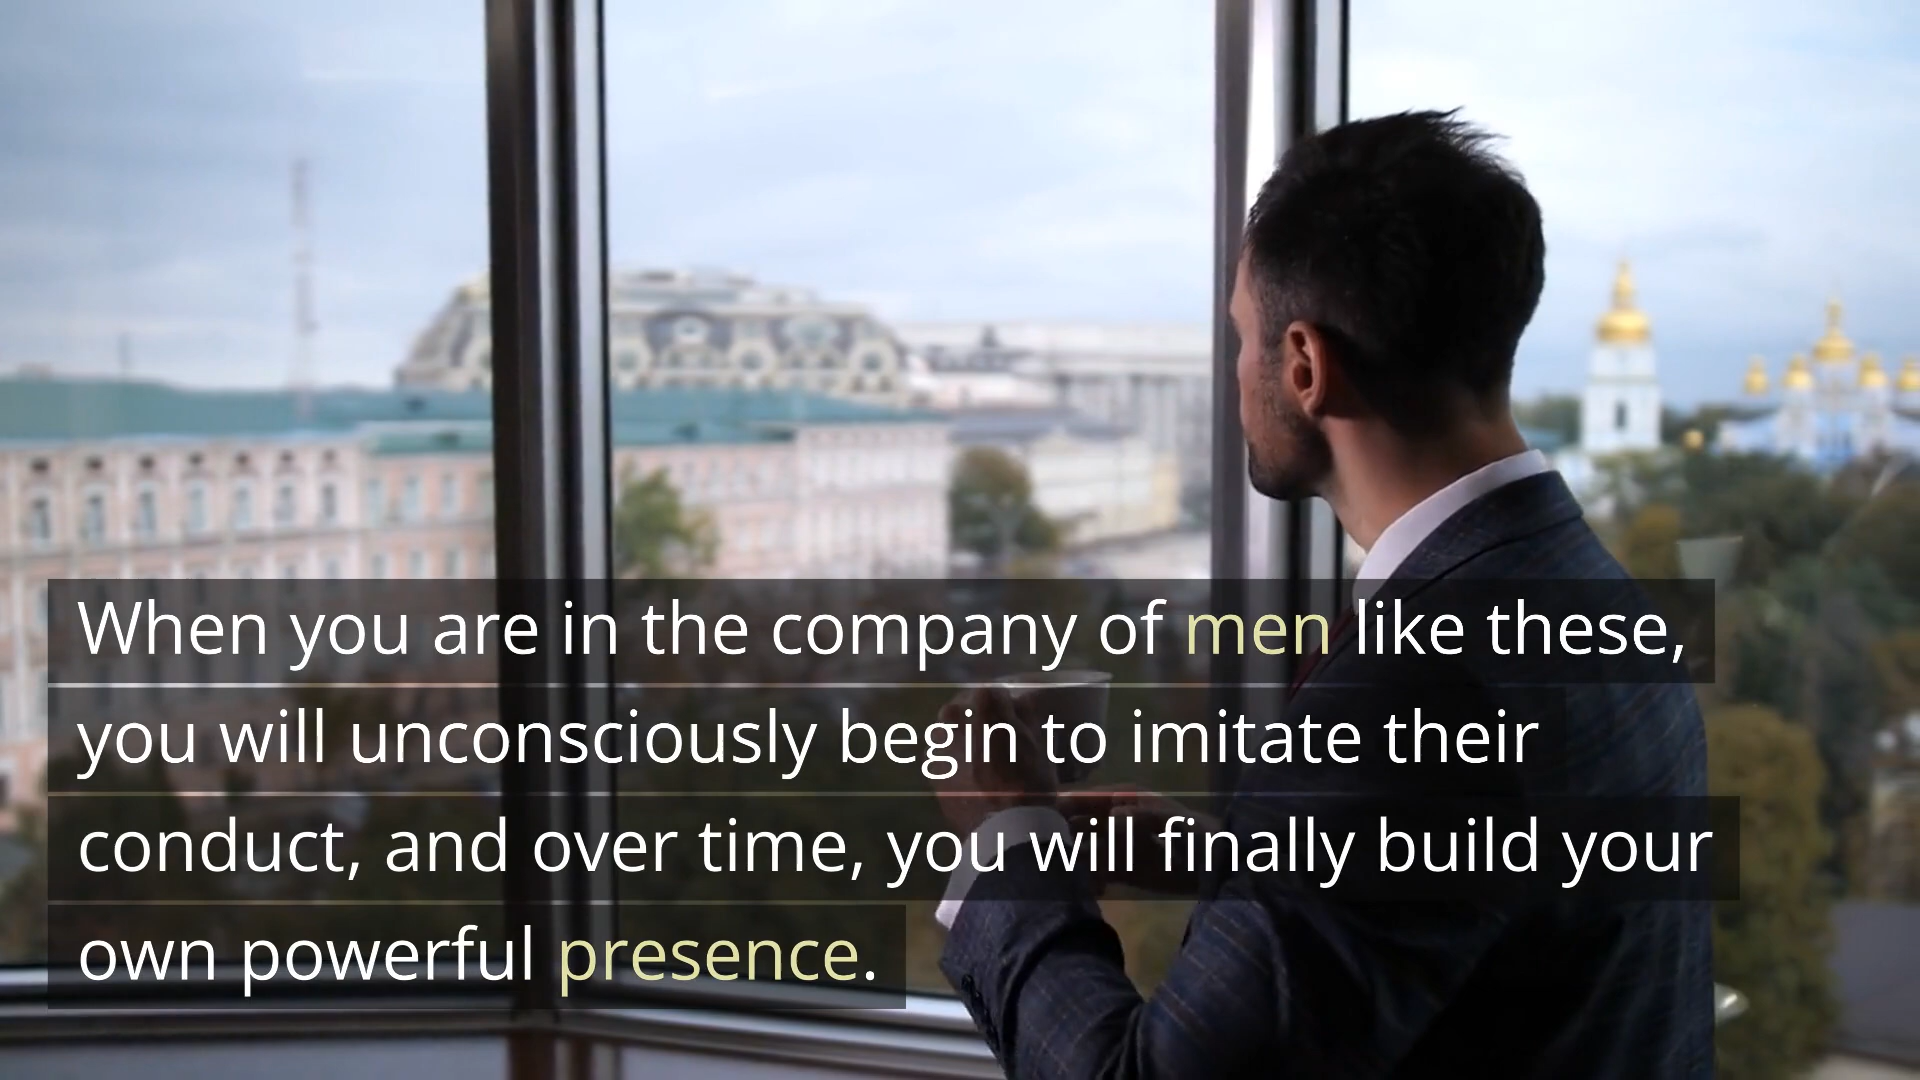 When you are in the company of men like these,
you will unconsciously begin to imitate their
conduct, and over time, you will finally build your
own powerful presence.